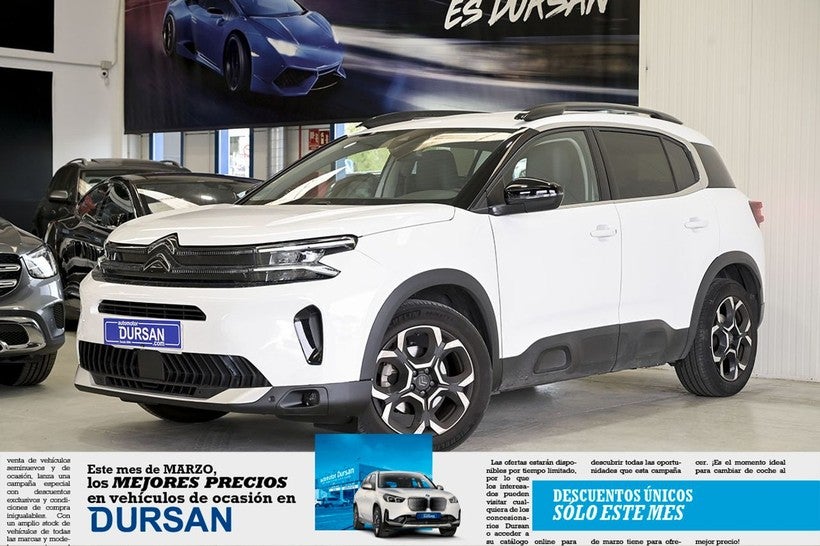 ES DURSAN
automotor
DURSAN
.com
venta de vehículos
seminuevos y de
ocasión, lanza una
campaña especial
con descuentos
exclusivos y condi-
ciones de compra
inigualables. Con
un amplio stock de
vehículos de todas
las marcas y mode-
Este mes de MARZO,
los MEJORES PRECIOS
en vehículos de ocasión en
DURSAN
automotor Dursan
Las ofertas estarán dispo-
nibles por tiempo limitado,
por lo que
los interesa-
dos pueden
visitar cual-
quiera de los
concesiona-
rios Dursan
o acceder a
su catálogo
online para
descubrir todas las oportu-
nidades que esta campaña
cer. ¡Es el momento ideal
para cambiar de coche al
DESCUENTOS ÚNICOS
SÓLO ESTE MES
de marzo tiene para ofre-
mejor precio!